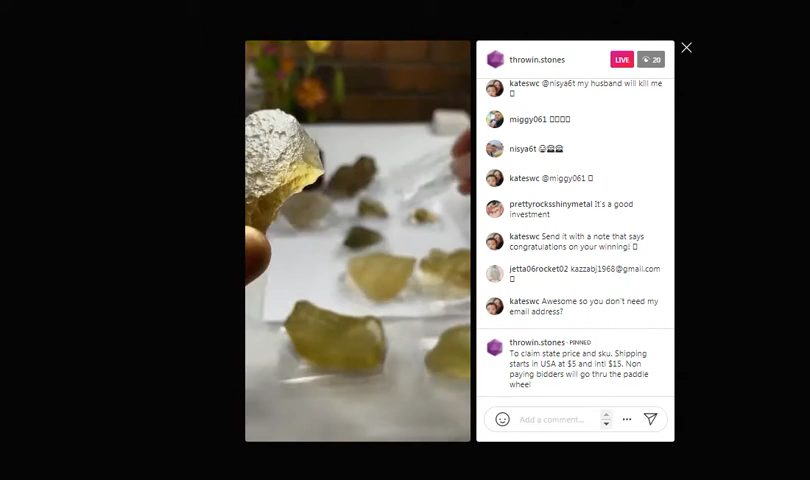 throwin.stones LIVE 20
kateswc @nisya6t my husband will kill me
miggy061
nisya6t
kateswc @miggy061
prettyrocksshinymetal It's a good
investment
kateswc Send it with a note that says
congratulations on your winning!
jetta06rocket02 kazzabj1968@gmail.com
kateswc Awesome so you don't need my
email address?
throwin.stones · PINNED
To claim state price and sku. Shipping
starts in USA at $5 and intl $15. Non
paying bidders will go thru the paddle
wheel
Add a comment...